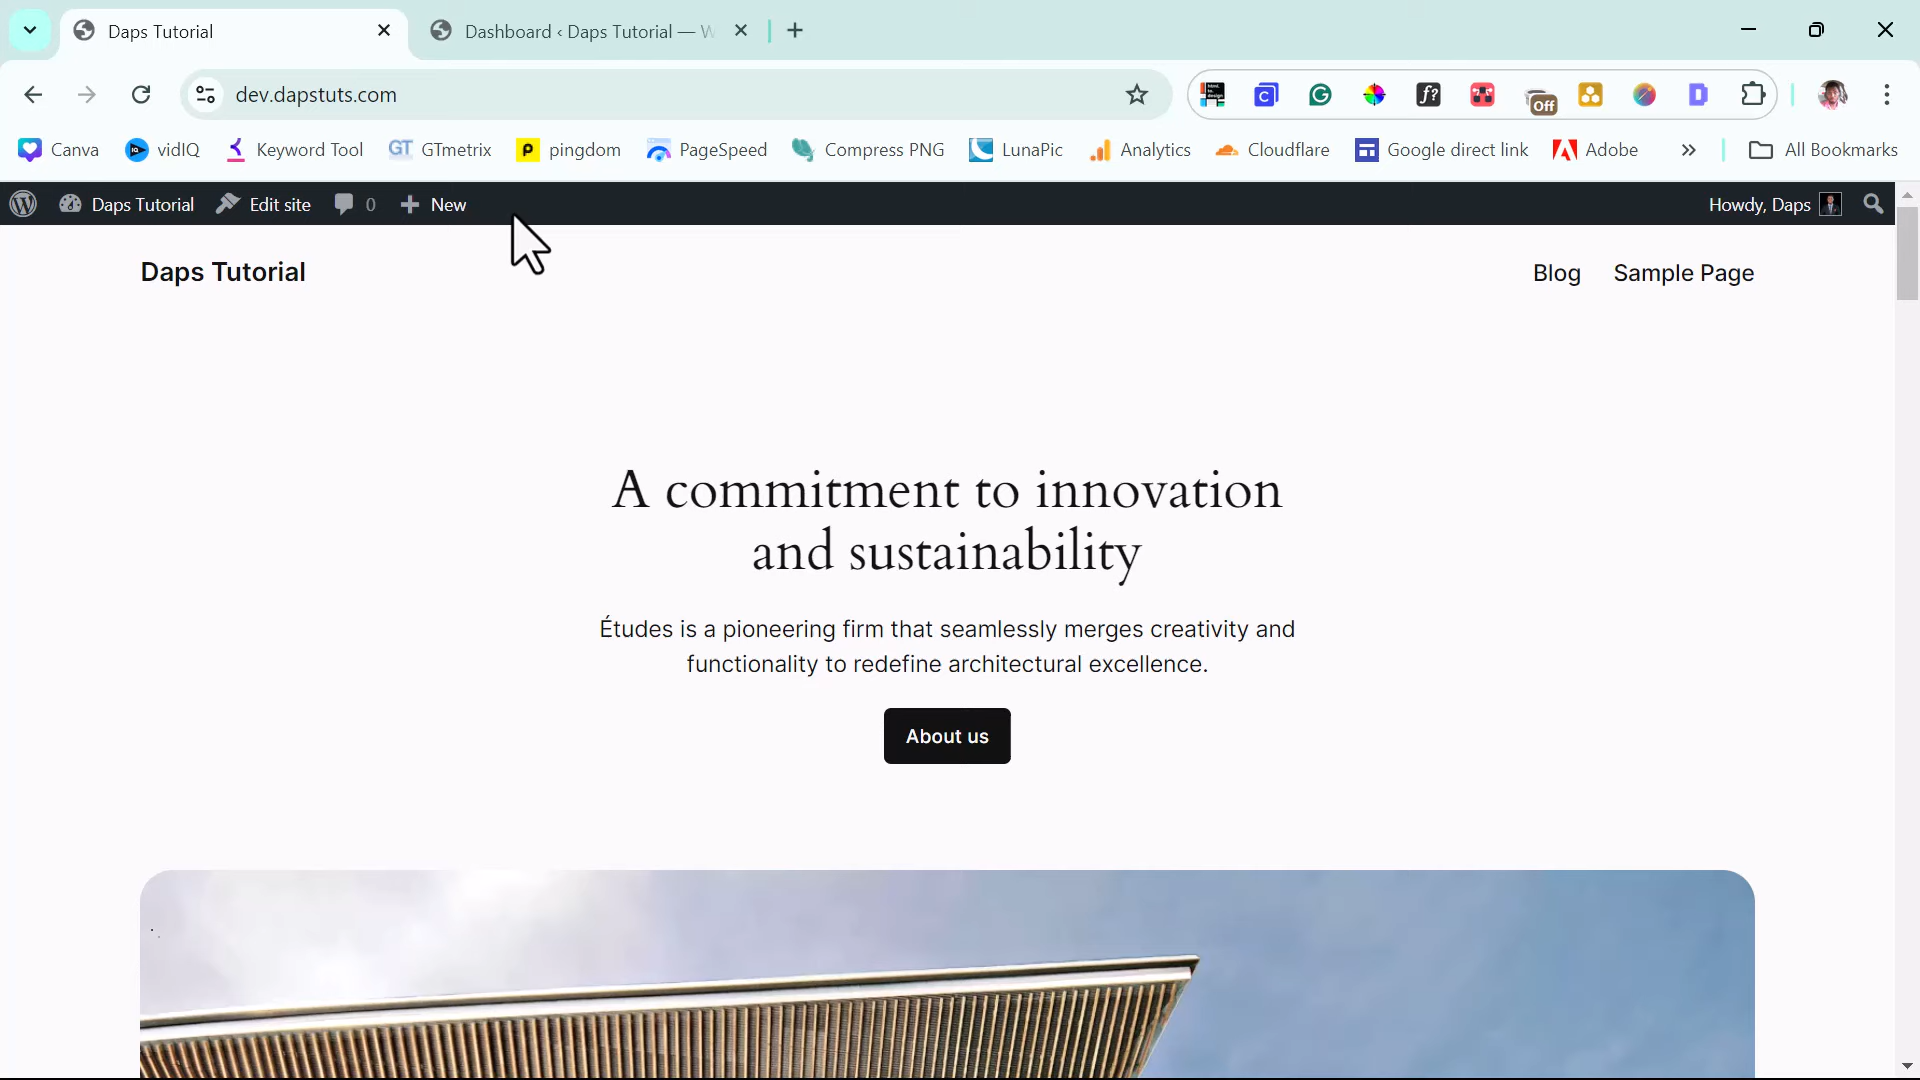 Daps Tutorial
Dashboard ‹ Daps Tutorial — W
dev.dapstuts.com
Off
Canva vidIQ Keyword Tool GTmetrix pingdom PageSpeed Compress PNG LunaPic Analytics Cloudflare Google direct link Adobe » All Bookmarks
Daps Tutorial Edit site 0 New Howdy, Daps
Daps Tutorial Blog Sample Page
A commitment to innovation
and sustainability
Études is a pioneering firm that seamlessly merges creativity and
functionality to redefine architectural excellence.
About us